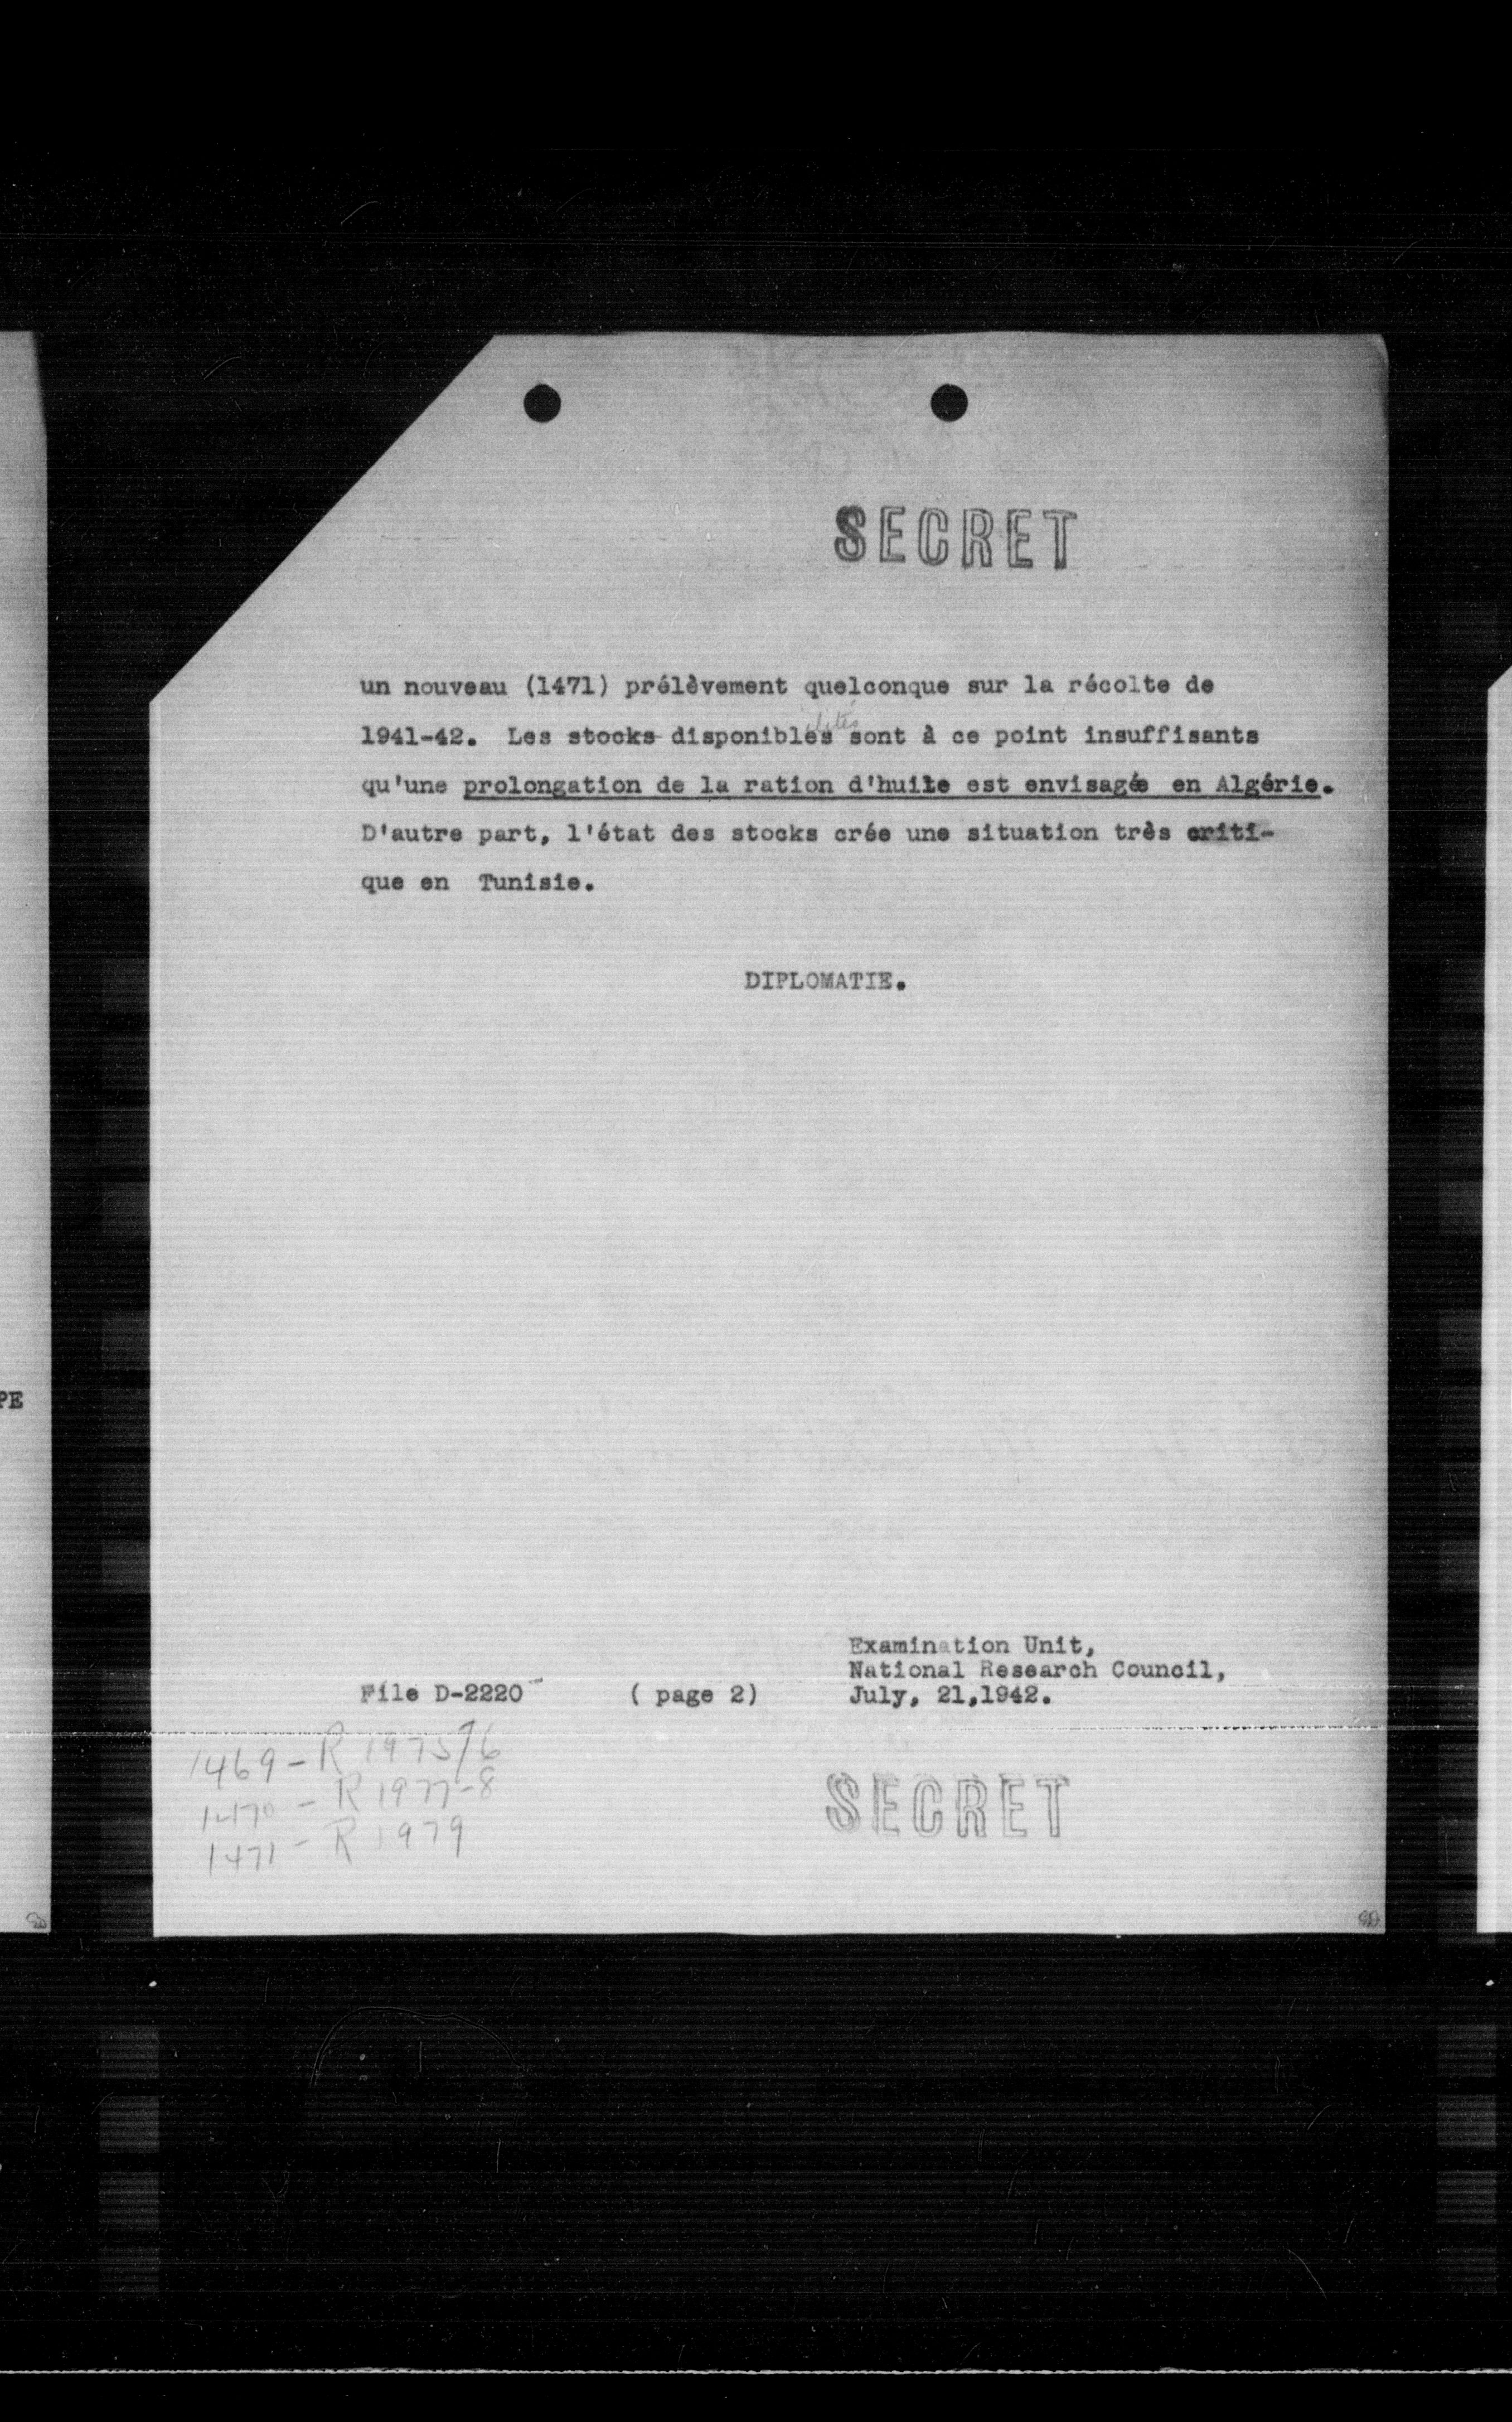 SECRET
un nouveau (1471) prélèvement quelconque sur la récolte de
ilités
1941-42. Les stocks disponibles sont à ce point insuffisants
qu'une prolongation de la ration d'huile est envisagée en Algérie.
D'autre part, l'état des stocks crée une situation très criti-
que en Tunisie.
DIPLOMATIE.
PE
Examination Unit,
National Research Council,
File D-2220 ( page 2) July, 21,1942.
1469 - R 1975/6
1470 - R 1977-8
1471 - R 1979
SECRET